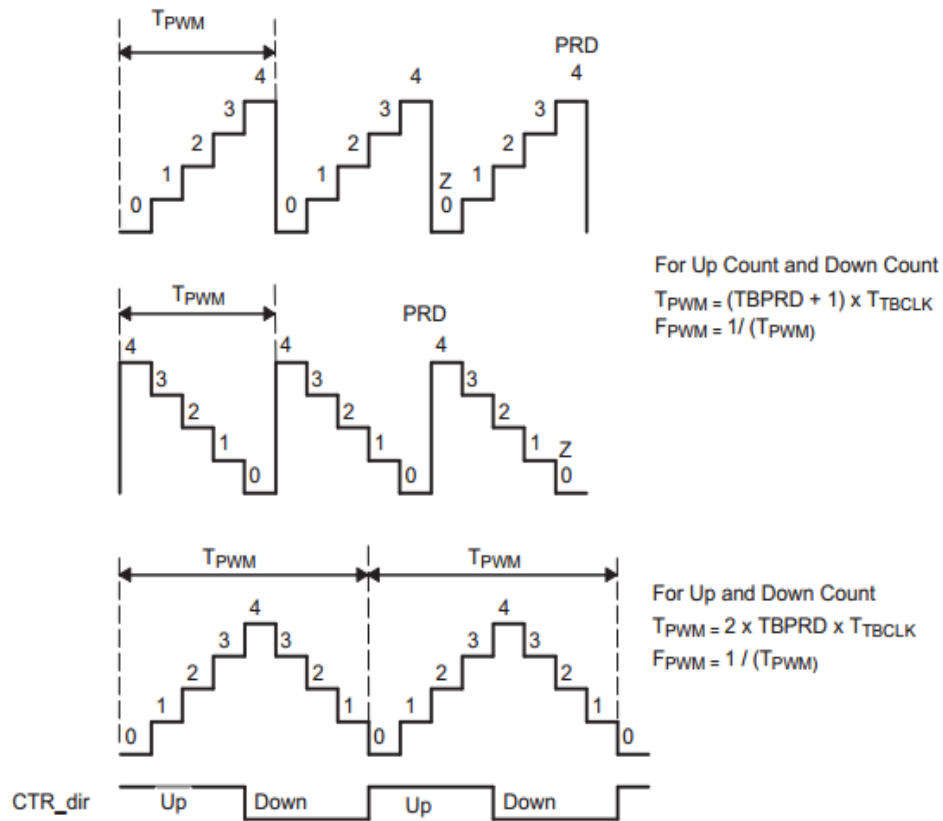 TPWM
PRD
4 4 4
3 3 3
2 2 2
1 1 Z 1
0 0 0
For Up Count and Down Count
TPWM = (TBPRD + 1) x TTBCLK
FPWM = 1/ (TPWM)
TPWM
PRD
4 4 4
3 3 3
2 2 2
1 1 1 Z
0 0 0
TPWM TPWM
For Up and Down Count
TPWM = 2 x TBPRD x TTBCLK
FPWM = 1 / (TPWM)
4 4
3 3 3 3
2 2 2 2
1 1 1 1
0 0 0
CTR_dir Up Down Up Down